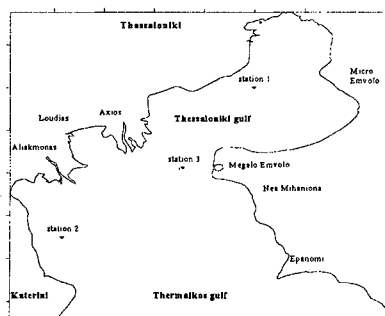 Thessaloniki
station 1
Micro
Emvolo
Loudias
Axios
Thessaloniki gulf
Aliakmonas
station 3
Megalo Emvolo
Nea Mihaniona
station 2
Epanomi
Katerini
Thermaikos gulf